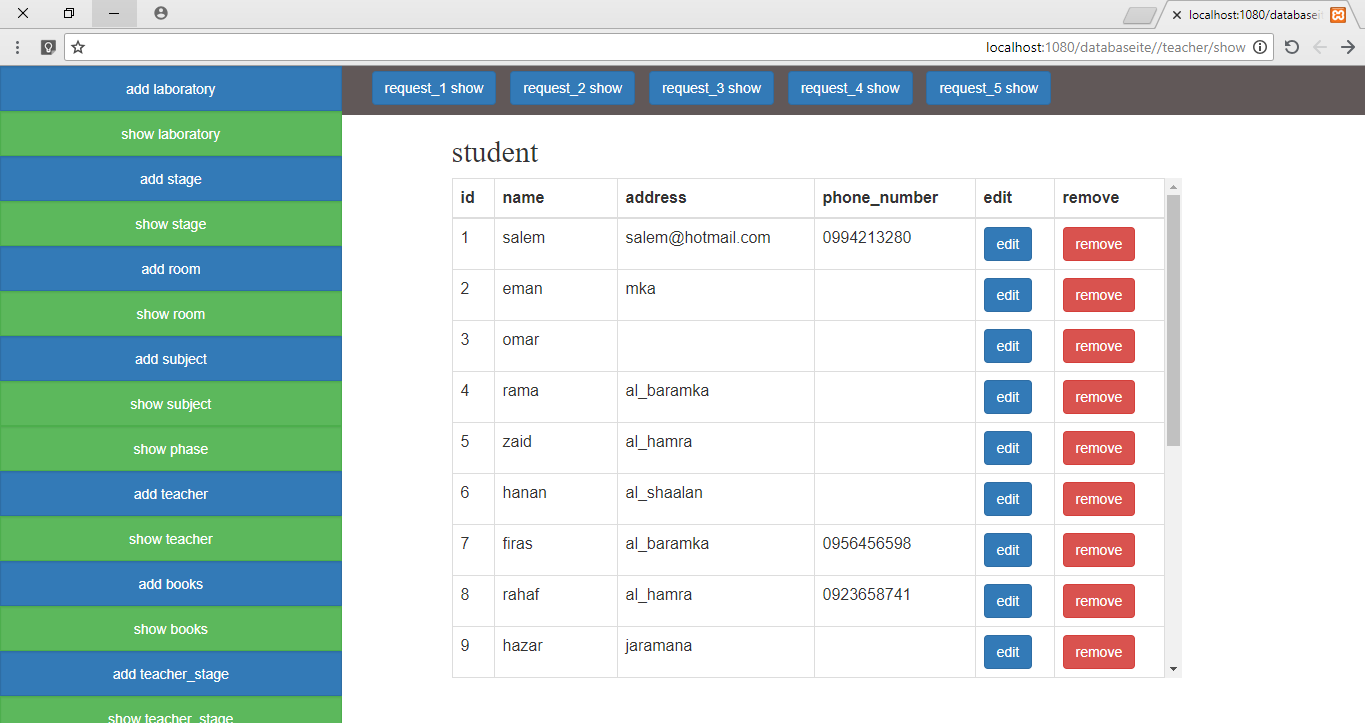 localhost:1080/databasei
localhost:1080/databaseite//teacher/show
add laboratory
show laboratory
add stage
show stage
add room
show room
add subject
show subject
show phase
add teacher
show teacher
add books
show books
add teacher_stage
show teacher_stage
request_1 show request_2 show request_3 show request_4 show request_5 show
student
id name address phone_number edit remove
1 salem salem@hotmail.com 0994213280 edit remove
2 eman mka edit remove
3 omar edit remove
4 rama al_baramka edit remove
5 zaid al_hamra edit remove
6 hanan al_shaalan edit remove
7 firas al_baramka 0956456598 edit remove
8 rahaf al_hamra 0923658741 edit remove
9 hazar jaramana edit remove